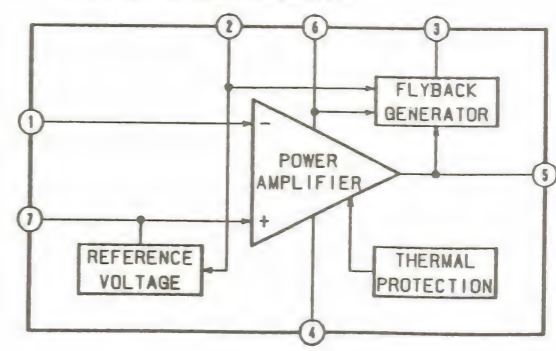 2 6 3
FLYBACK
GENERATOR
1
-
POWER
AMPLIFIER
5
7
+
REFERENCE
VOLTAGE
THERMAL
PROTECTION
4